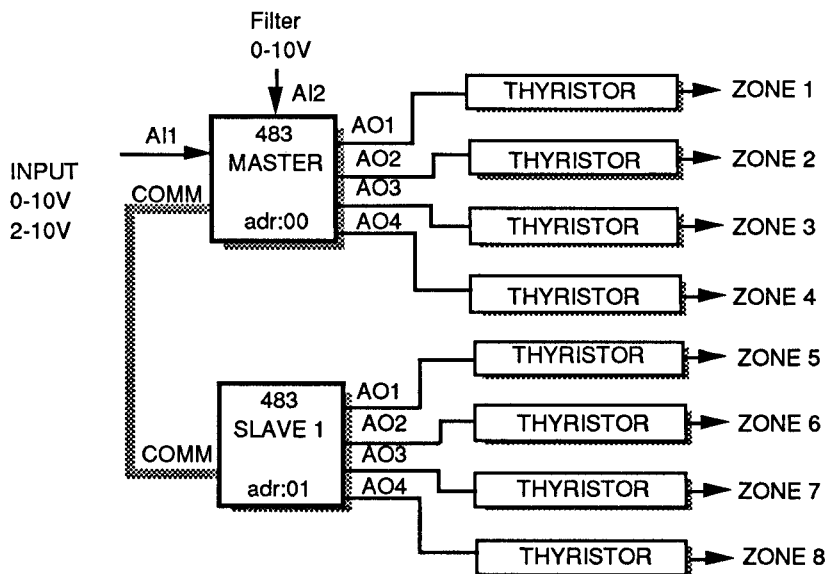 Filter
0-10V
AI2
AI1
INPUT
0-10V
2-10V
COMM
483
MASTER
adr:00
AO1
AO2
AO3
AO4
THYRISTOR
ZONE 1
THYRISTOR
ZONE 2
THYRISTOR
ZONE 3
THYRISTOR
ZONE 4
COMM
483
SLAVE 1
adr:01
AO1
AO2
AO3
AO4
THYRISTOR
ZONE 5
THYRISTOR
ZONE 6
THYRISTOR
ZONE 7
THYRISTOR
ZONE 8